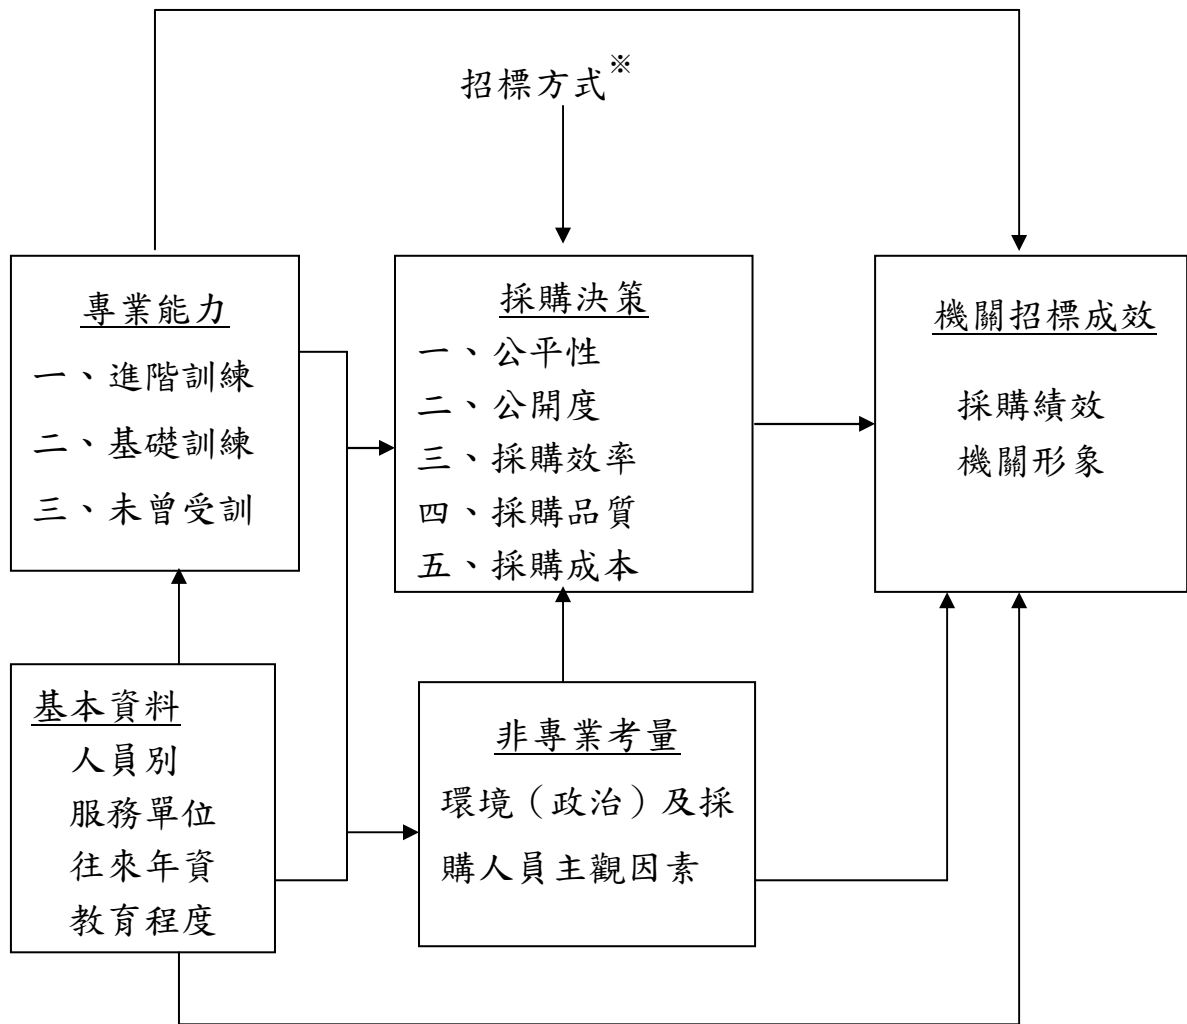 招標方式※
專業能力
一、進階訓練
二、基礎訓練
三、未曾受訓
採購決策
一、公平性
二、公開度
三、採購效率
四、採購品質
五、採購成本
機關招標成效
採購績效
機關形象
基本資料
人員別
服務單位
往來年資
教育程度
非專業考量
環境（政治）及採
購人員主觀因素